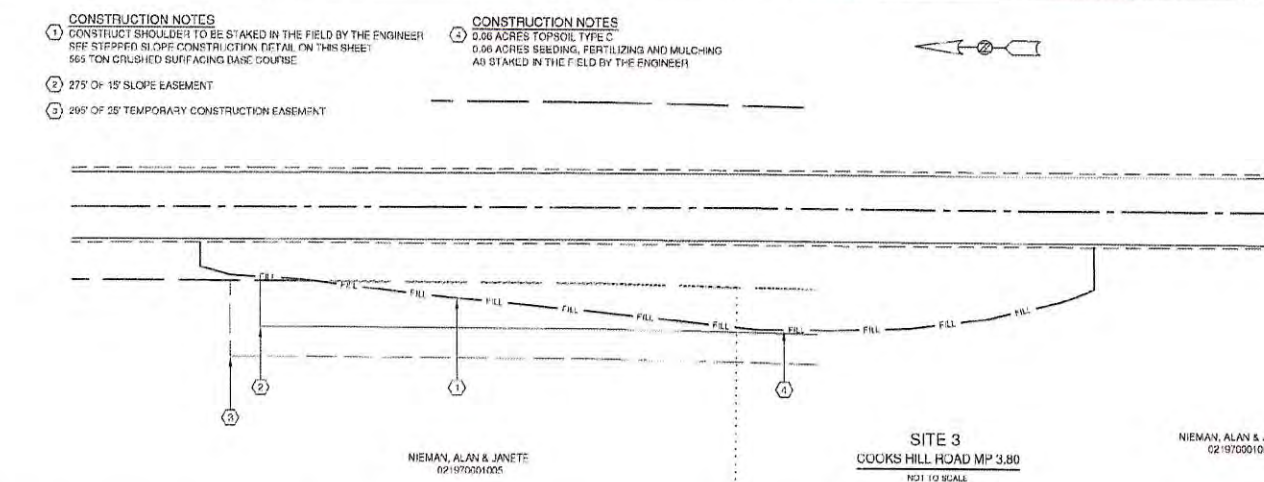 CONSTRUCTION NOTES
1 CONSTRUCT SHOULDER TO BE STAKED IN THE FIELD BY THE ENGINEER
SEE STEPPED SLOPE CONSTRUCTION DETAIL ON THIS SHEET
565 TON CRUSHED SURFACING BASE COURSE
2 275' OF 15' SLOPE EASEMENT
3 295' OF 25' TEMPORARY CONSTRUCTION EASEMENT
CONSTRUCTION NOTES
4 0.06 ACRES TOPSOIL TYPE C
0.06 ACRES SEEDING, FERTILIZING AND MULCHING
AS STAKED IN THE FIELD BY THE ENGINEER
FILL
FILL
FILL
FILL
FILL
FILL
FILL
FILL
FILL
FILL
FILL
3
2
1
4
NIEMAN, ALAN & JANETE
021970001005
SITE 3
COOKS HILL ROAD MP 3.80
NOT TO SCALE
NIEMAN, ALAN &